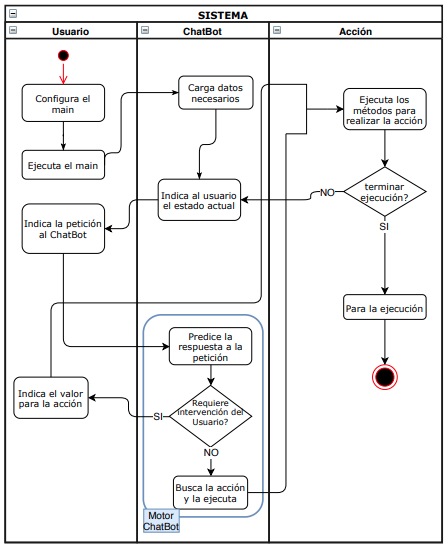 SISTEMA
Usuario
ChatBot
Acción
Configura el
main
Ejecuta el main
Carga datos
necesarios
Indica al usuario
el estado actual
Indica la petición
al ChatBot
Ejecuta los
métodos para
realizar la acción
terminar
ejecución?
NO
SI
Para la ejecución
Predice la
respuesta a la
petición
Requiere
intervención del
Usuario?
SI
NO
Indica el valor
para la acción
Busca la acción
y la ejecuta
Motor
ChatBot